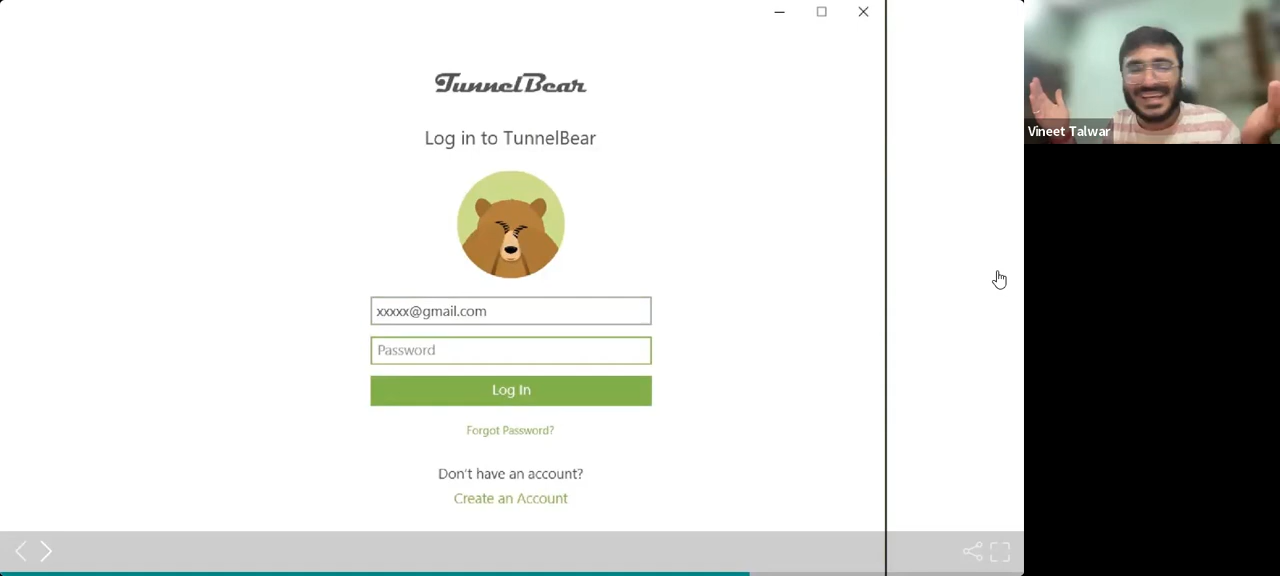 TunnelBear
Log in to TunnelBear
xxxxx@gmail.com
Password
Log In
Forgot Password?
Don't have an account?
Create an Account
Vineet Talwar